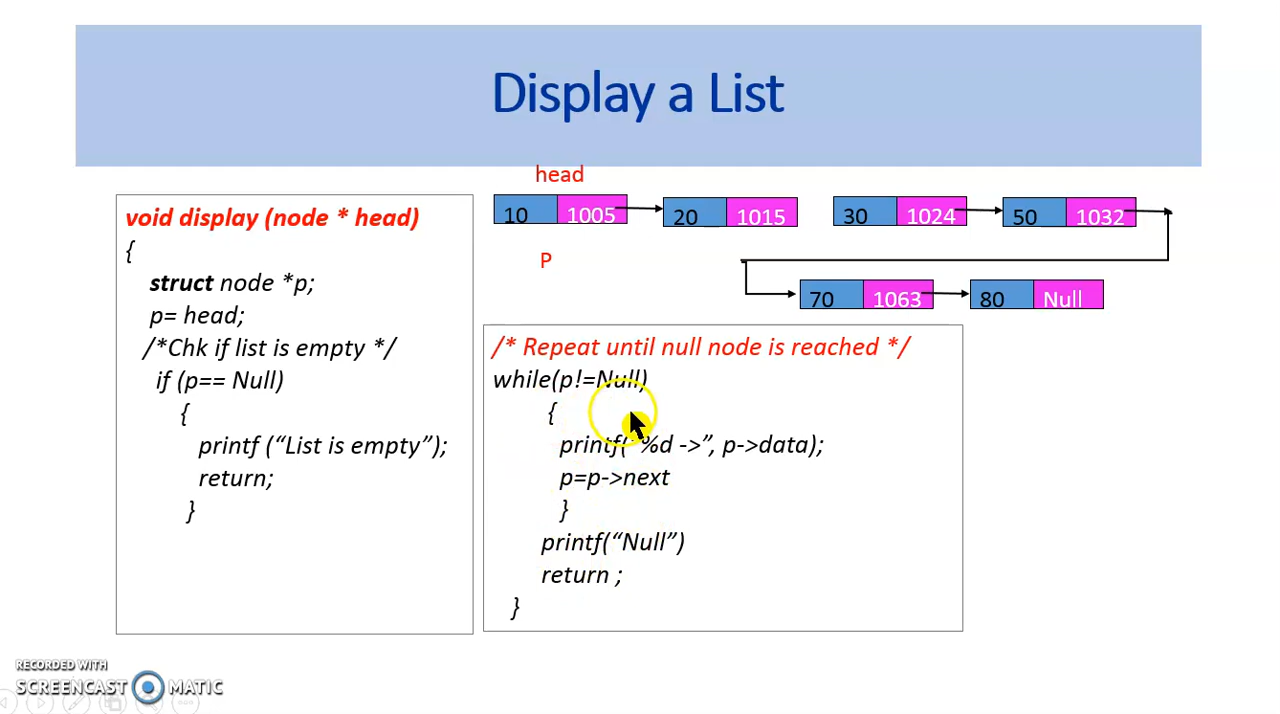 Display a List
head
10 1005 20 1015 30 1024 50 1032
P
70 1063 80 Null
void display (node * head)
{
struct node *p;
p= head;
/*Chk if list is empty */
if (p== Null)
{
printf (“List is empty”);
return;
}
/* Repeat until null node is reached */
while(p!=Null)
{
printf(“%d ->”, p->data);
p=p->next
}
printf(“Null”)
return ;
}
RECORDED WITH
SCREENCAST MATIC